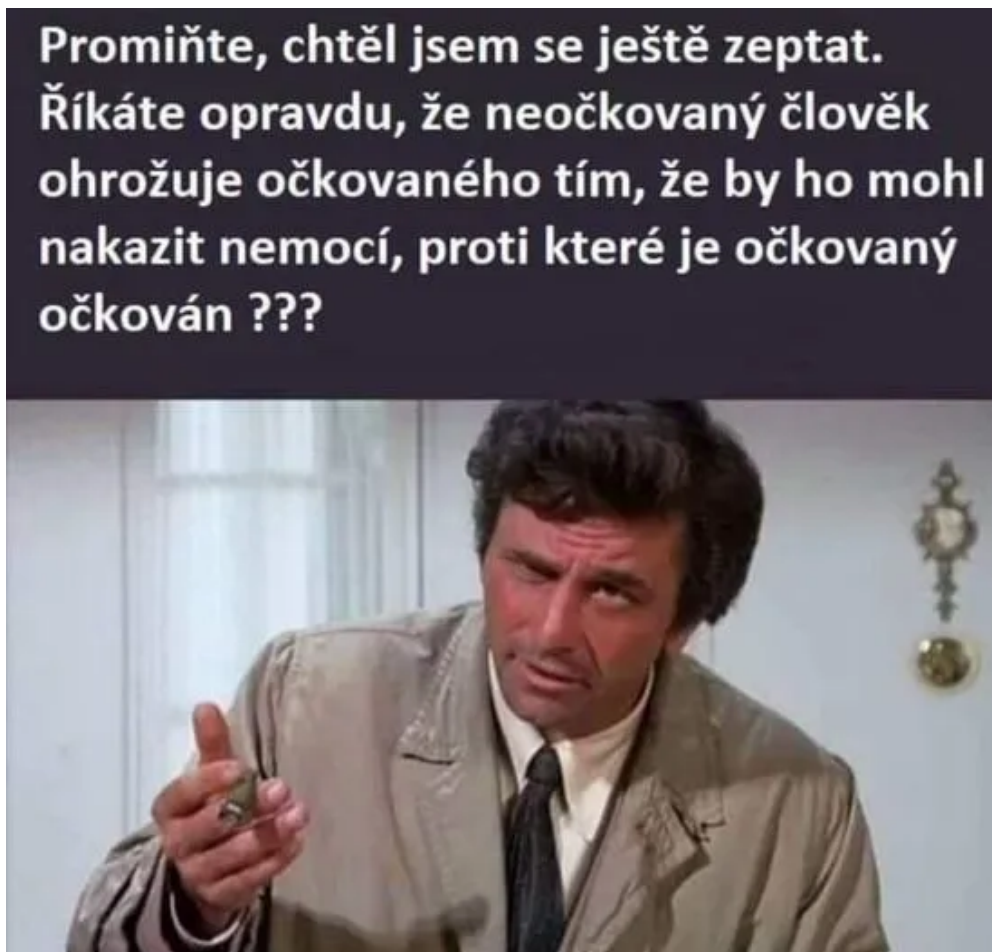 Promiňte, chtěl jsem se ještě zeptat.
Říkáte opravdu, že neočkovaný člověk
ohrožuje očkovaného tím, že by ho mohl
nakazit nemocí, proti které je očkovaný
očkován ???